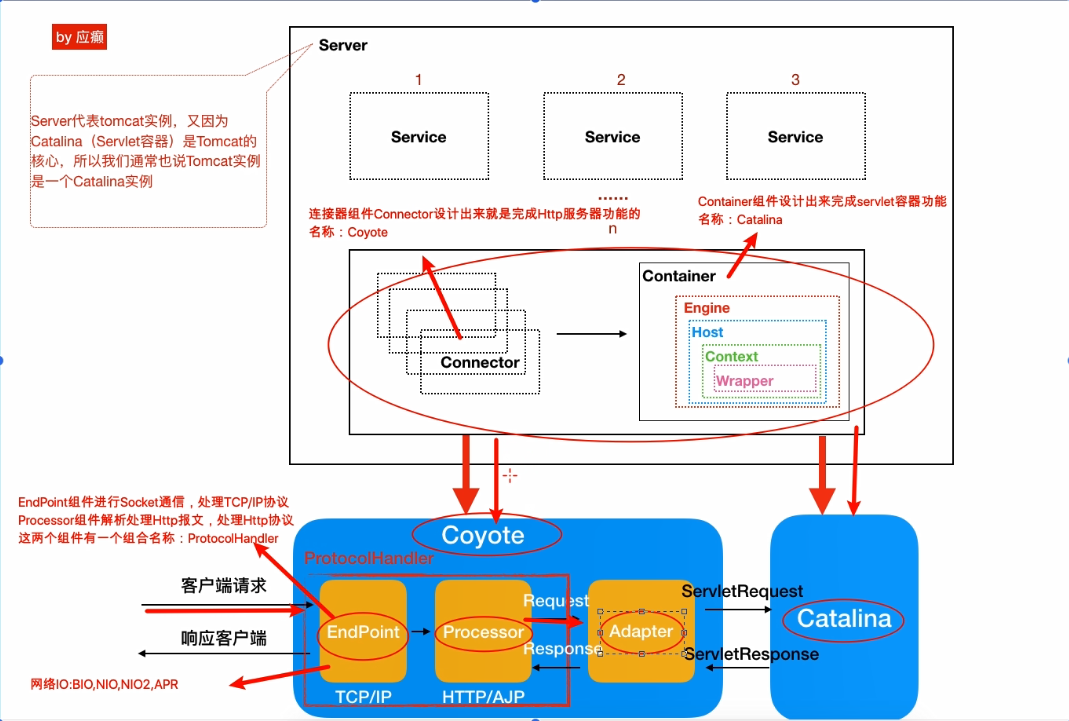 by 应癫
Server
1
2
3
Service
Service
Service
Server代表tomcat实例，又因为
Catalina（Servlet容器）是Tomcat的
核心，所以我们通常也说Tomcat实例
是一个Catalina实例
......
n
连接器组件Connector设计出来就是完成Http服务器功能的
名称：Coyote
Container组件设计出来完成servlet容器功能
名称：Catalina
Container
Engine
Host
Context
Wrapper
Connector
EndPoint组件进行Socket通信，处理TCP/IP协议
Processor组件解析处理Http报文，处理Http协议
这两个组件有一个组合名称：ProtocolHandler
Coyote
ProtocolHandler
客户端请求
响应客户端
EndPoint
Processor
Request
Response
Adapter
ServletRequest
ServletResponse
Catalina
网络IO:BIO,NIO,NIO2,APR
TCP/IP
HTTP/AJP